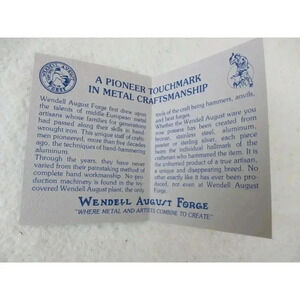 WENDELL AUGUST
FORGE
A PIONEER TOUCHMARK
IN METAL CRAFTSMANSHIP
Wendell August Forge first drew upon
the talents of middle-European metal
artisans whose families for generations
had passed along their skills in hand
wrought iron. This unique staff of crafts-
men pioneered, more than five decades
ago, the techniques of hand-hammering
aluminum.
Through the years, they have never
varied from their painstaking method of
complete hand workmanship. No pro-
duction machinery is found in the ivy-
covered Wendell August plant, the only
tools of the craft being hammers, anvils,
and heat forges.
Whether the Wendell August ware you
now possess has been created from
bronze, stainless steel, aluminum,
pewter or sterling silver, each piece
bears the individual hallmark of the
craftsman who hammered the item. It is
the unhurried product of a true artisan,
a unique and disappearing breed. No
other exactly like it has ever been pro-
duced, not even at Wendell August
Forge.
WENDELL AUGUST FORGE
"WHERE METAL AND ARTISTS COMBINE TO CREATE"